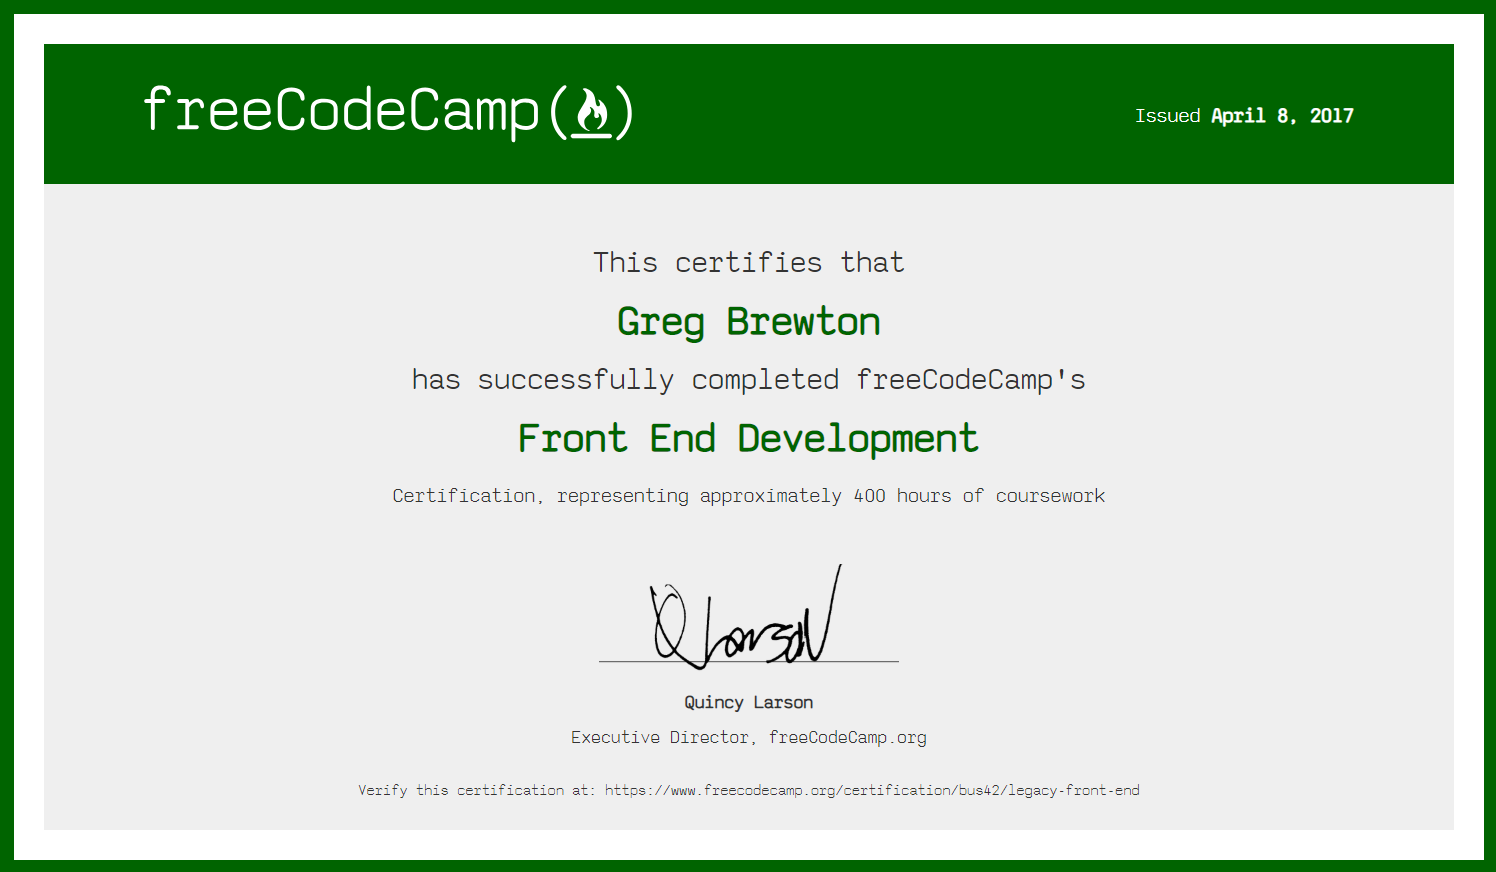 freeCodeCamp(🔥)
Issued April 8, 2017
This certifies that
Greg Brewton
has successfully completed freeCodeCamp's
Front End Development
Certification, representing approximately 400 hours of coursework
Q Larson
Quincy Larson
Executive Director, freeCodeCamp.org
Verify this certification at: https://www.freecodecamp.org/certification/bus42/legacy-front-end